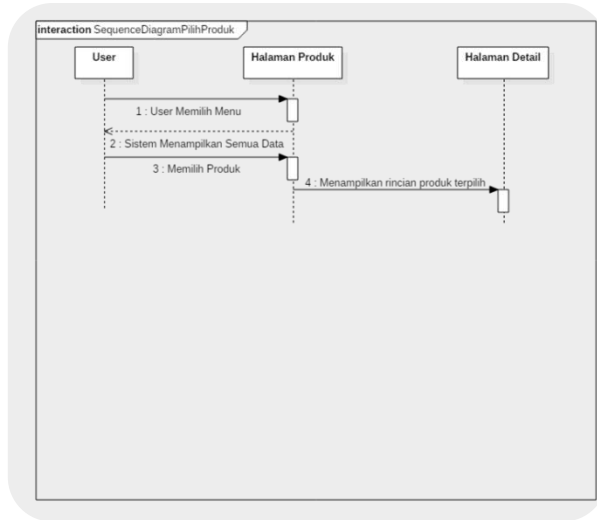 interaction SequenceDiagramPilihProduk
User
Halaman Produk
Halaman Detail
1 : User Memilih Menu
2 : Sistem Menampilkan Semua Data
3 : Memilih Produk
4 : Menampilkan rincian produk terpilih